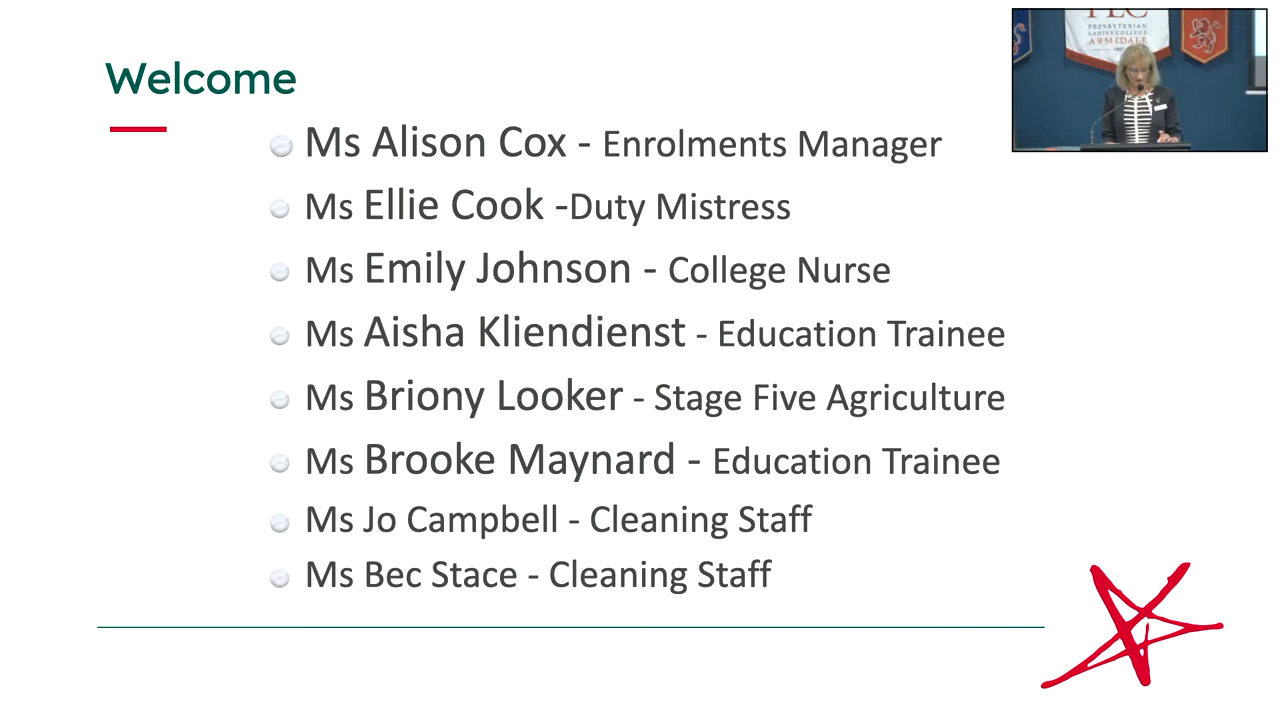 Welcome
Ms Alison Cox - Enrolments Manager
Ms Ellie Cook -Duty Mistress
Ms Emily Johnson - College Nurse
Ms Aisha Kliendienst - Education Trainee
Ms Briony Looker - Stage Five Agriculture
Ms Brooke Maynard - Education Trainee
Ms Jo Campbell - Cleaning Staff
Ms Bec Stace - Cleaning Staff
PLC
PRESBYTERIAN
LADIES COLLEGE
ARMIDALE